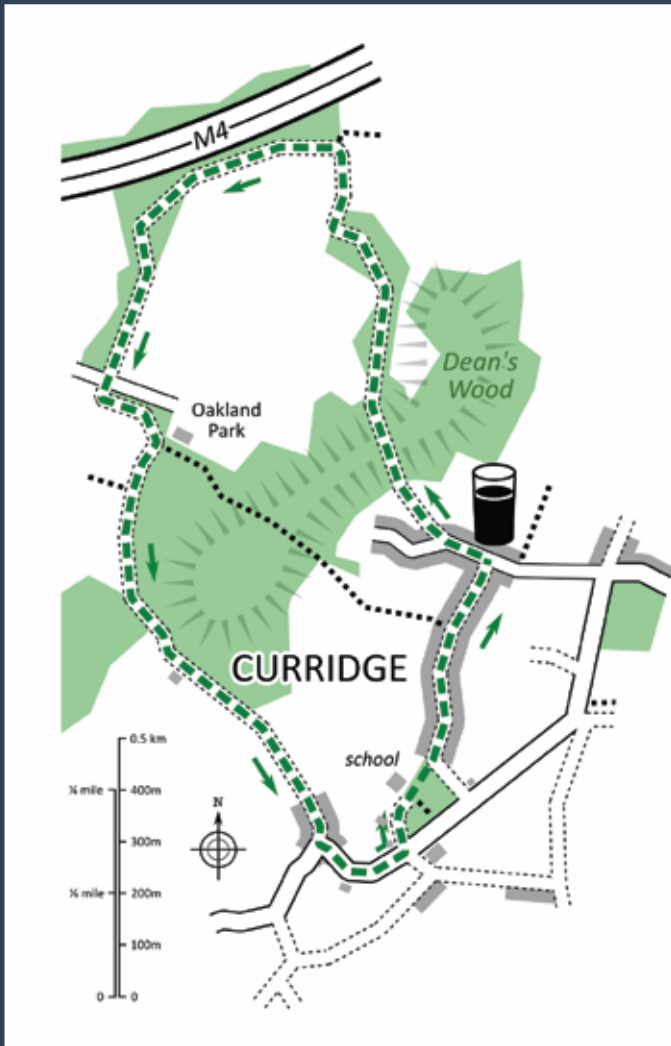 M4
Dean's
Wood
Oakland
Park
CURRIDGE
school
0.5 km
¼ mile
400m
N
300m
⅛ mile
200m
100m
0
0